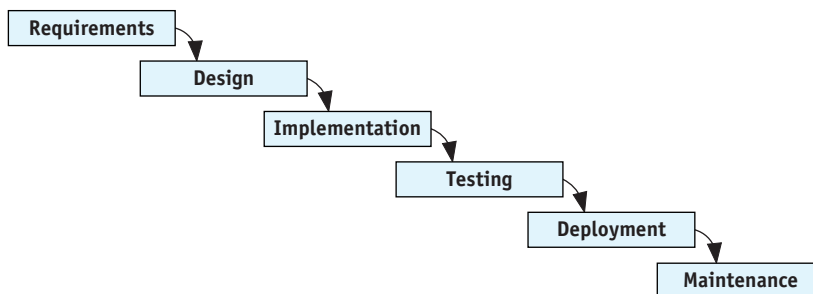 Requirements
Design
Implementation
Testing
Deployment
Maintenance